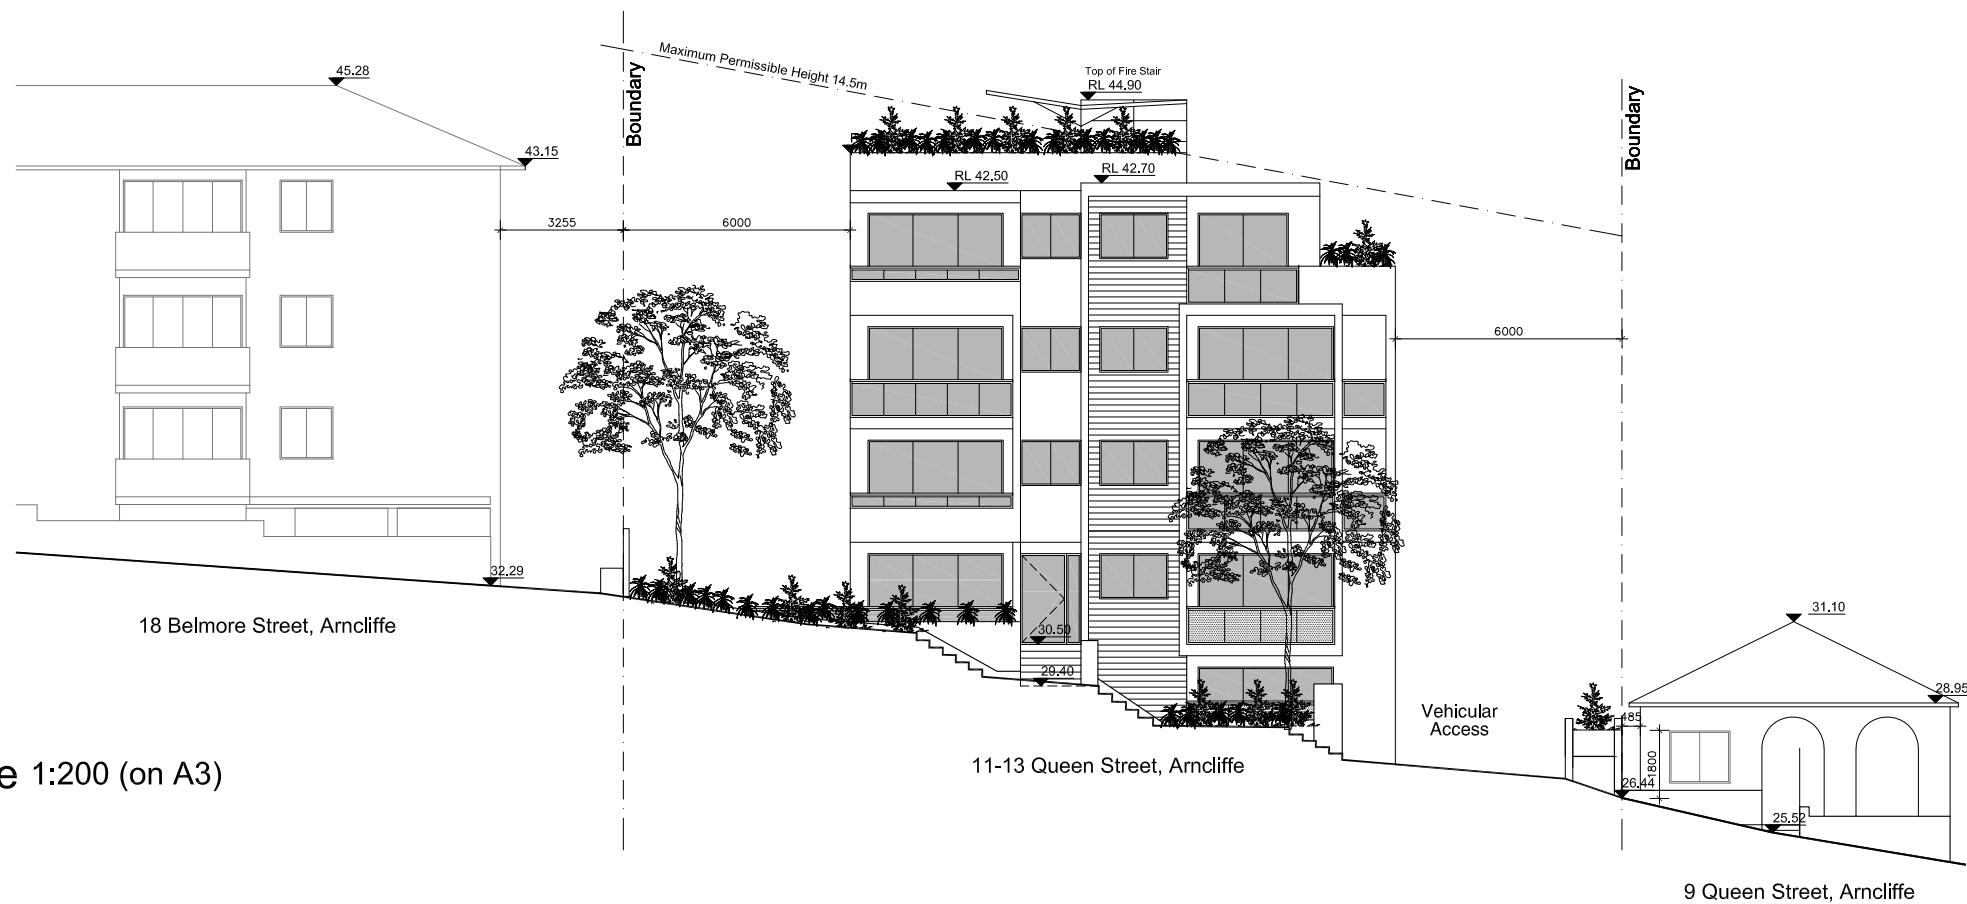 45.28
Maximum Permissible Height 14.5m
Top of Fire Stair
RL 44.90
Boundary
Boundary
43.15
RL 42.50
RL 42.70
3255
6000
6000
32.29
30.50
29.40
18 Belmore Street, Arncliffe
31.10
28.95
Vehicular
Access
485
1800
26.44
25.52
11-13 Queen Street, Arncliffe
e 1:200 (on A3)
9 Queen Street, Arncliffe